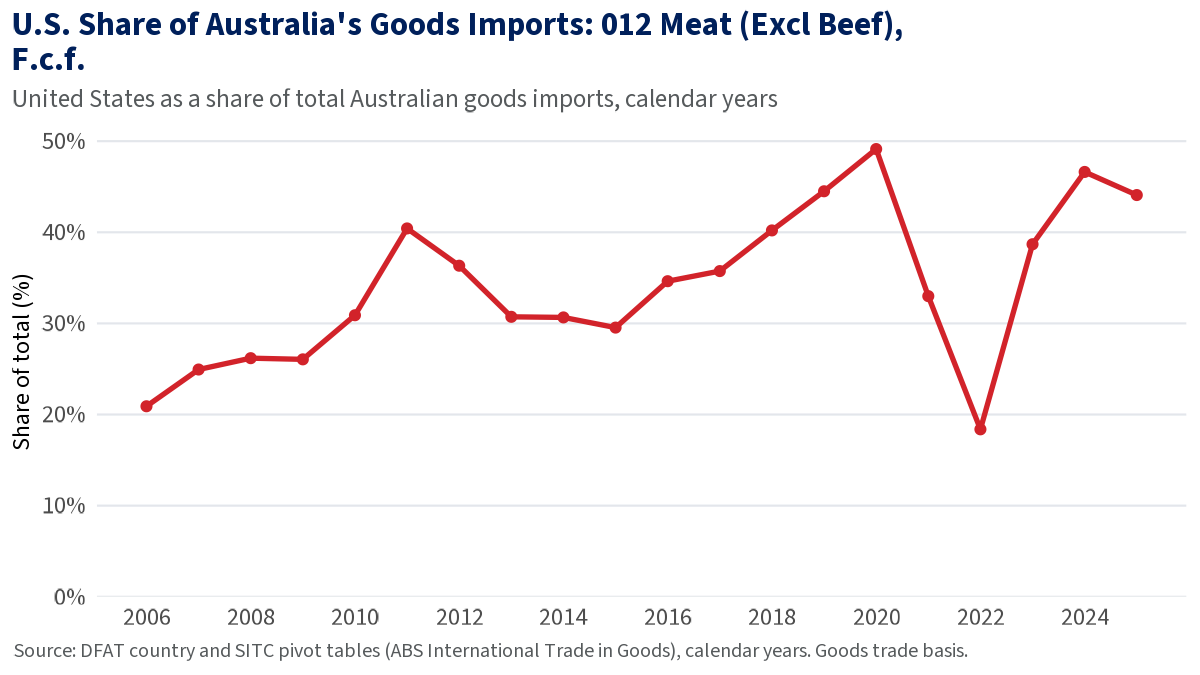 U.S. Share of Australia's Goods Imports: 012 Meat (Excl Beef),
F.c.f.
United States as a share of total Australian goods imports, calendar years
Share of total (%)
50%
40%
30%
20%
10%
0%
2006 2008 2010 2012 2014 2016 2018 2020 2022 2024
Source: DFAT country and SITC pivot tables (ABS International Trade in Goods), calendar years. Goods trade basis.